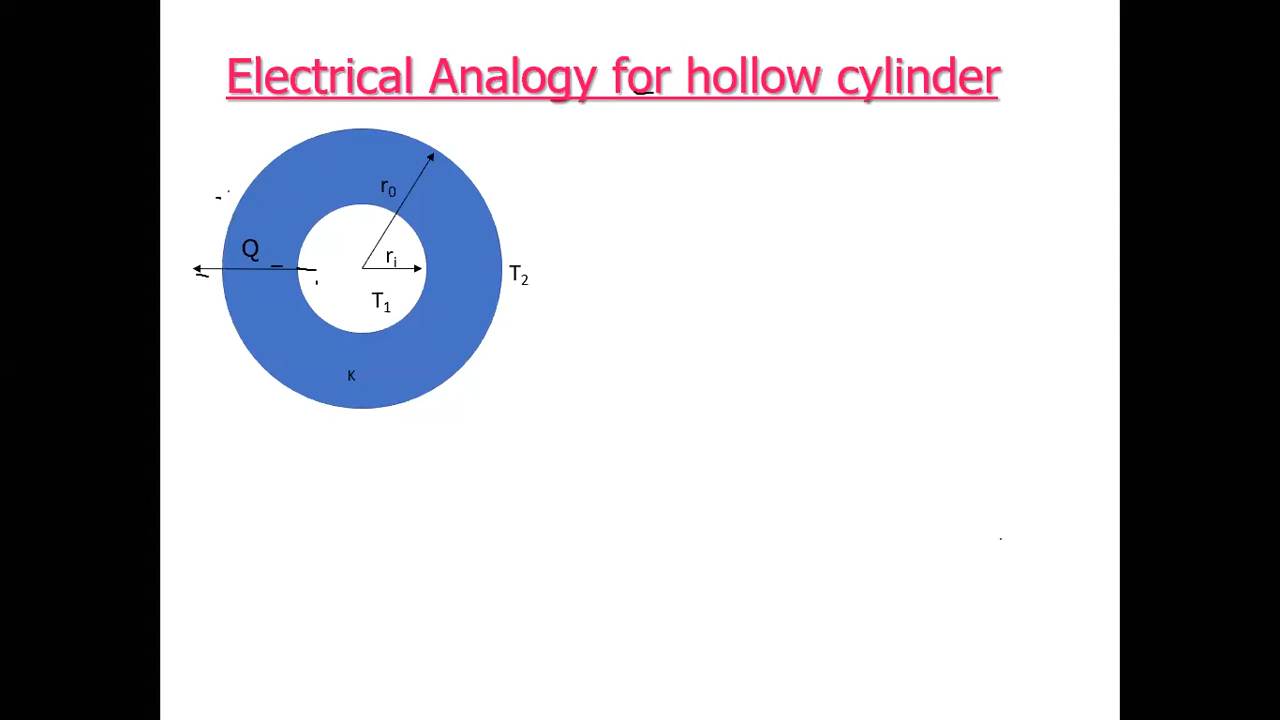 Electrical Analogy for hollow cylinder
r₀
Q
rᵢ
T₂
T₁
K